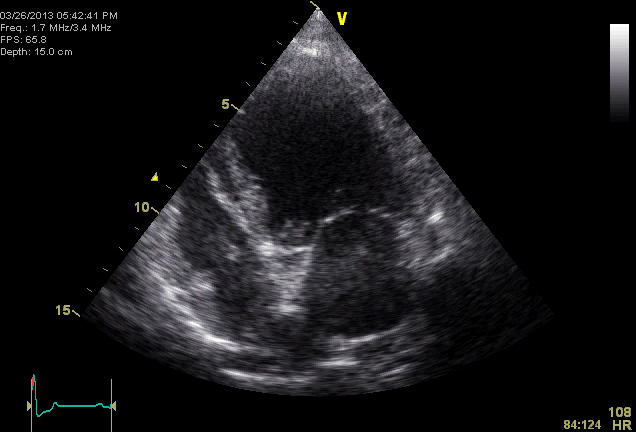 03/26/2013 05:42:41 PM
Freq.: 1.7 MHz/3.4 MHz
FPS: 65.8
Depth: 15.0 cm
V
5
10
15
108
84:124 HR